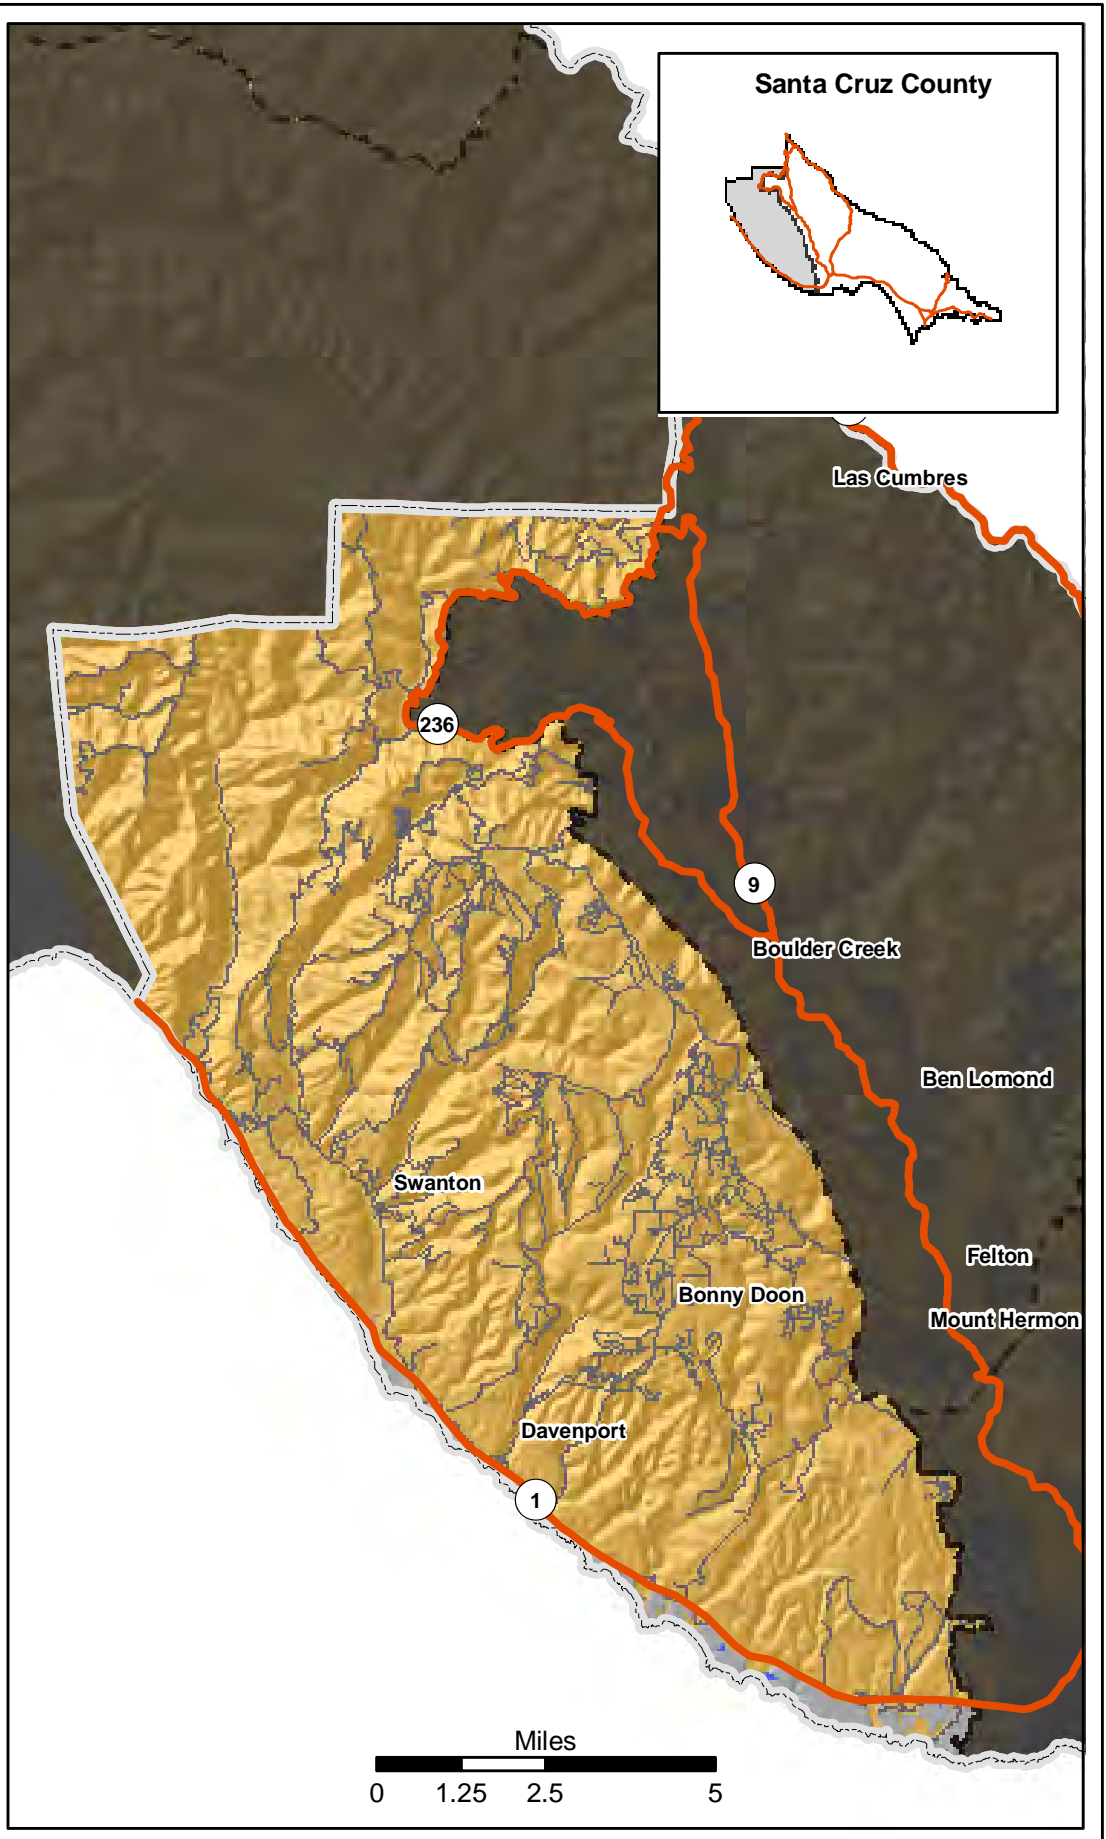 Santa Cruz County
Las Cumbres
236
9
Boulder Creek
Ben Lomond
Swanton
Felton
Bonny Doon
Mount Hermon
Davenport
1
Miles
0 1.25 2.5 5